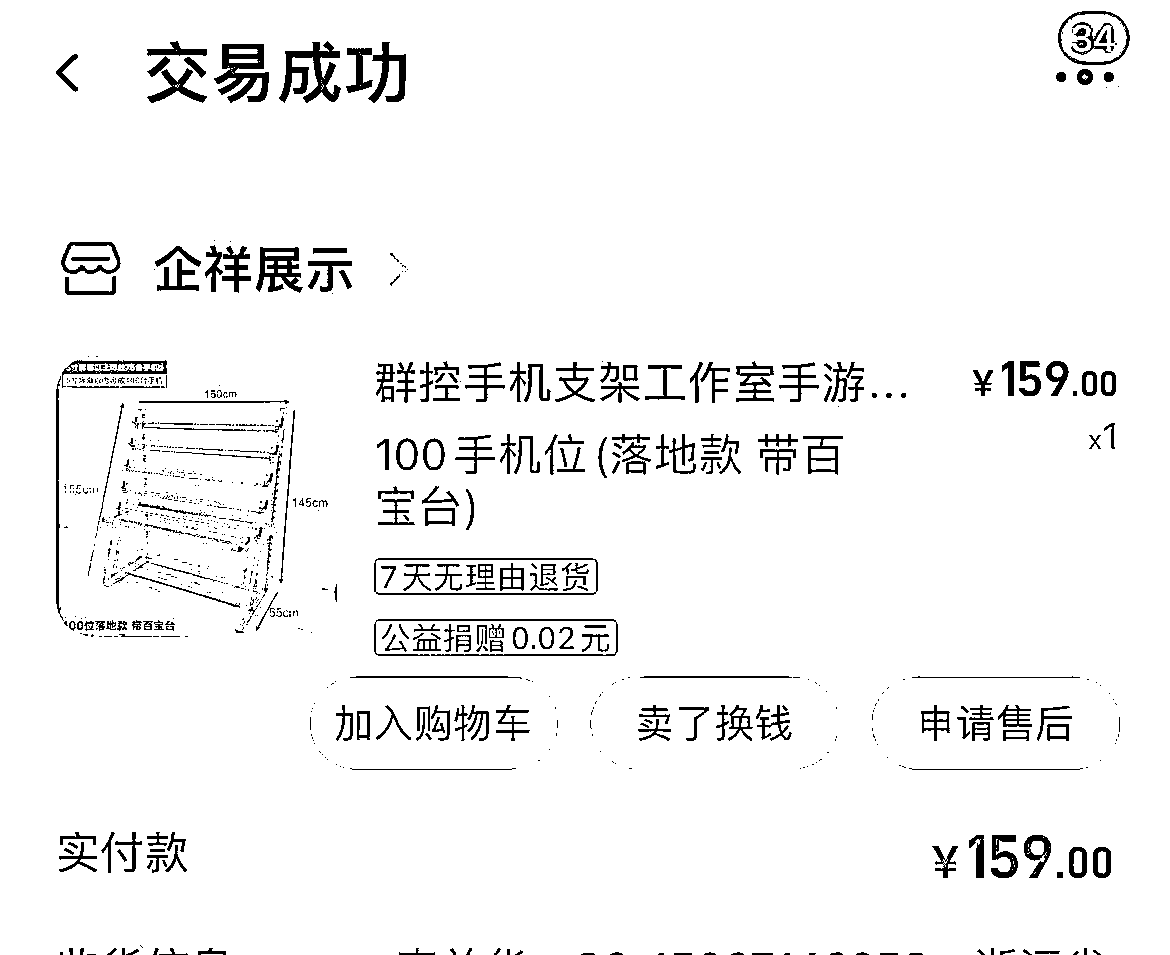 交易成功
34
企祥展示
群控手机支架工作室手游... ¥159.00
x1
100手机位(落地款 带百
宝台)
150cm
155cm
145cm
55cm
00位落地款 带百宝台
7天无理由退货
公益捐赠0.02元
加入购物车 卖了换钱 申请售后
实付款 ¥159.00